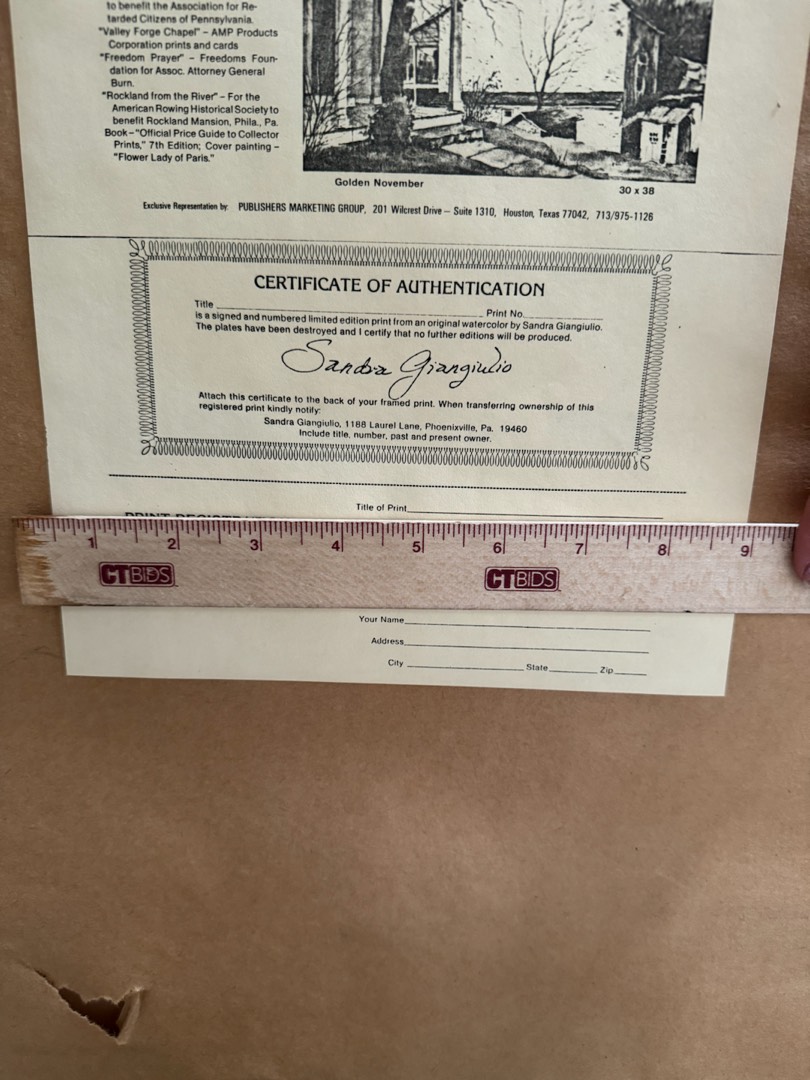 to benefit the Association for Re-
tarded Citizens of Pennsylvania.
"Valley Forge Chapel" – AMP Products
Corporation prints and cards
"Freedom Prayer" – Freedoms Foun-
dation for Assoc. Attorney General
Burn.
"Rockland from the River" – For the
American Rowing Historical Society to
benefit Rockland Mansion, Phila., Pa.
Book – "Official Price Guide to Collector
Prints," 7th Edition; Cover painting –
"Flower Lady of Paris."
Golden November
30 x 38
Exclusive Representation by: PUBLISHERS MARKETING GROUP, 201 Wilcrest Drive – Suite 1310, Houston, Texas 77042, 713/975-1126
CERTIFICATE OF AUTHENTICATION
Title Print No.
is a signed and numbered limited edition print from an original watercolor by Sandra Giangiulio.
The plates have been destroyed and I certify that no further editions will be produced.
Sandra Giangiulio
Attach this certificate to the back of your framed print. When transferring ownership of this
registered print kindly notify:
Sandra Giangiulio, 1188 Laurel Lane, Phoenixville, Pa. 19460
Include title, number, past and present owner.
Title of Print
1 2 3 4 5 6 7 8 9
CTBIDS CTBIDS
Your Name
Address
City State Zip